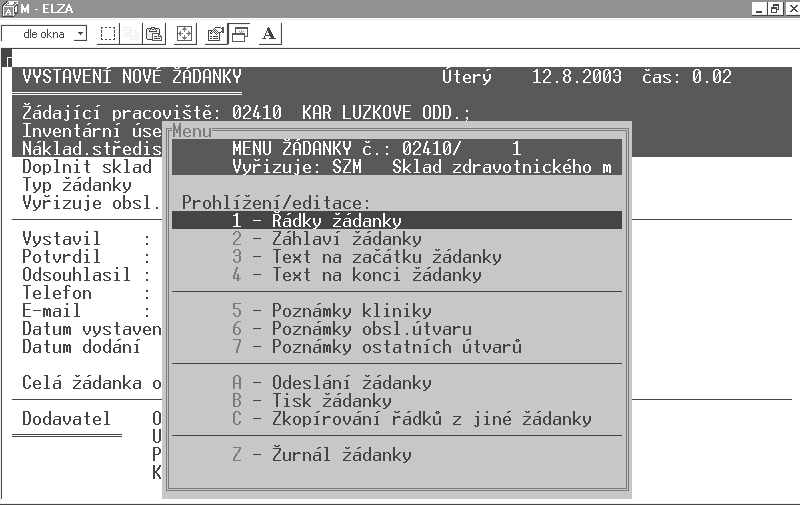 M - ELZA
dle okna
A
VYSTAVENÍ NOVÉ ŽÁDANKY Úterý 12.8.2003 čas: 0.02
Žádající pracoviště: 02410 KAR LUZKOVE ODD.;
Inventární úse
Náklad.středis
Doplnit sklad
Typ žádanky
Vyřizuje obsl.
Vystavil :
Potvrdil :
Odsouhlasil :
Telefon :
E-mail :
Datum vystaven
Datum dodání
Celá žádanka o
Dodavatel O
U
P
K
Menu
MENU ŽÁDANKY č.: 02410/ 1
Vyřizuje: SZM Sklad zdravotnického m
Prohlížení/editace:
1 - Řádky žádanky
2 - Záhlaví žádanky
3 - Text na začátku žádanky
4 - Text na konci žádanky
5 - Poznámky kliniky
6 - Poznámky obsl.útvaru
7 - Poznámky ostatních útvarů
A - Odeslání žádanky
B - Tisk žádanky
C - Zkopírování řádků z jiné žádanky
Z - Žurnál žádanky